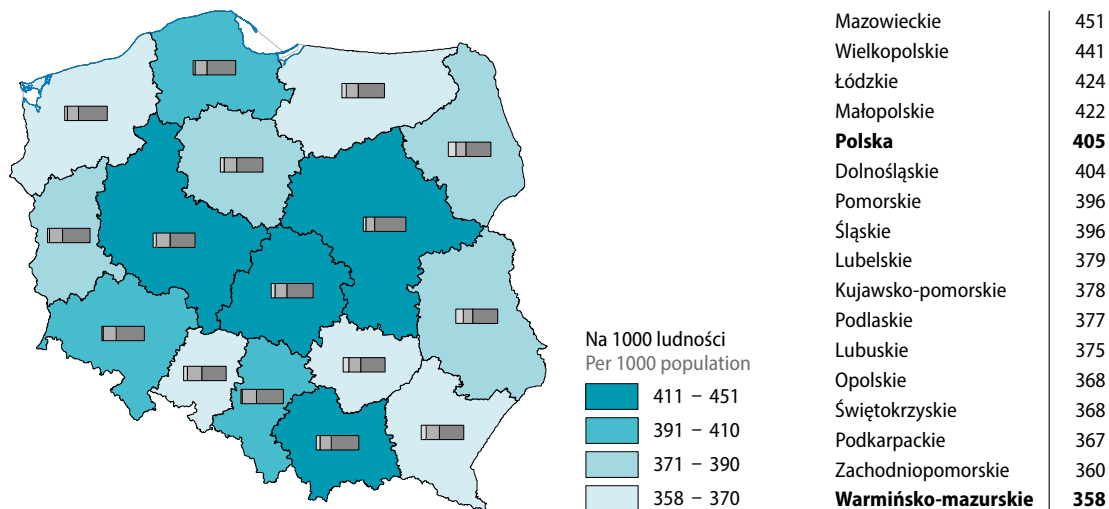 Mazowieckie 451
Wielkopolskie 441
Łódzkie 424
Małopolskie 422
Polska 405
Dolnośląskie 404
Pomorskie 396
Śląskie 396
Lubelskie 379
Kujawsko-pomorskie 378
Podlaskie 377
Lubuskie 375
Opolskie 368
Świętokrzyskie 368
Podkarpackie 367
Zachodniopomorskie 360
Warmińsko-mazurskie 358
Na 1000 ludności
Per 1000 population
411 – 451
391 – 410
371 – 390
358 – 370